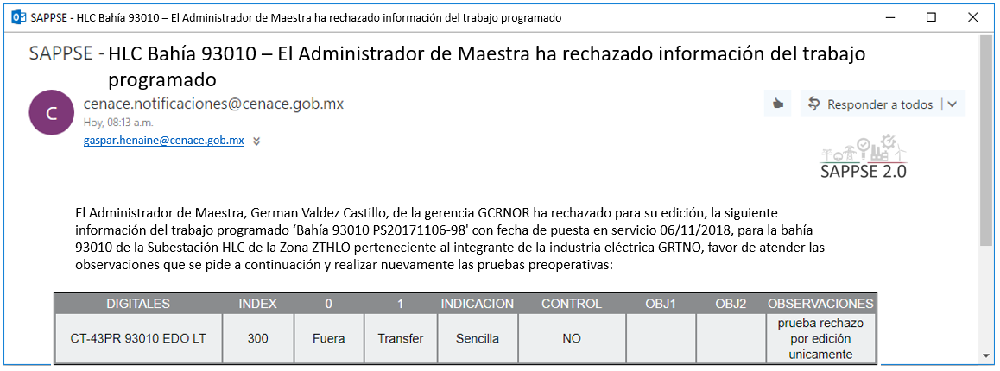 SAPPSE - HLC Bahía 93010 – El Administrador de Maestra ha rechazado información del trabajo programado
SAPPSE - HLC Bahía 93010 – El Administrador de Maestra ha rechazado información del trabajo
programado
C
cenace.notificaciones@cenace.gob.mx
Responder a todos
Hoy, 08:13 a.m.
gaspar.henaine@cenace.gob.mx
SAPPSE 2.0
El Administrador de Maestra, German Valdez Castillo, de la gerencia GCRNOR ha rechazado para su edición, la siguiente
información del trabajo programado ‘Bahía 93010 PS20171106-98' con fecha de puesta en servicio 06/11/2018, para la bahía
93010 de la Subestación HLC de la Zona ZTHLO perteneciente al integrante de la industria eléctrica GRTNO, favor de atender las
observaciones que se pide a continuación y realizar nuevamente las pruebas preoperativas:
DIGITALES INDEX 0 1 INDICACION CONTROL OBJ1 OBJ2 OBSERVACIONES
CT-43PR 93010 EDO LT 300 Fuera Transfer Sencilla NO prueba rechazo
por edición
unicamente